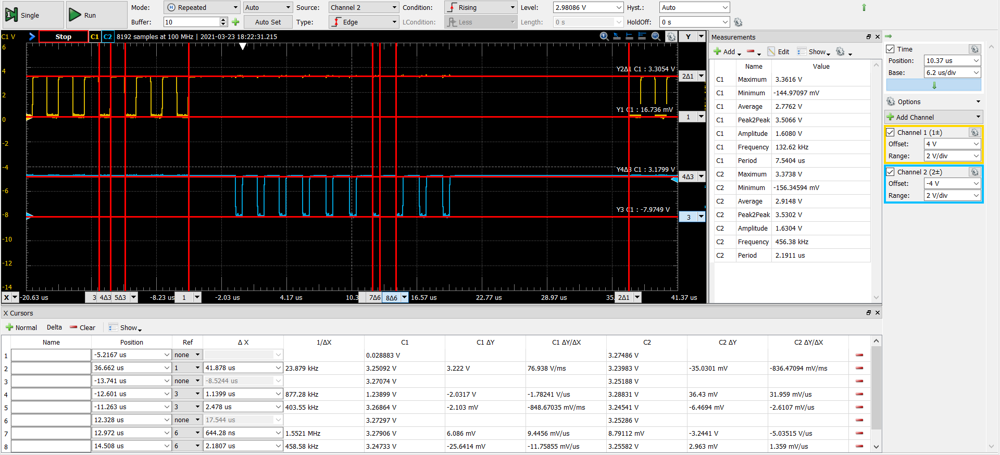 Single
Run
Mode: Repeated Auto Source: Channel 2 Condition: Rising Level: 2.98086 V Hyst.: Auto
Buffer: 10 Auto Set Type: Edge LCondition: Less Length: 0 s HoldOff: 0 s
C1 V Stop C1 C2 8192 samples at 100 MHz | 2021-03-23 18:22:31.215 Y
6
4
2
0
-2
-4
-6
-8
-10
-12
-14
Y2Δ1 C1 : 3.3054 V 2Δ1
Y1 C1 : 16.736 mV 1
Y4Δ3 C1 : 3.1799 V 4Δ3
Y3 C1 : -7.9749 V 3
X -20.63 us 3 4Δ3 5Δ3 -8.23 us 1 -2.03 us 4.17 us 10.3 7Δ6 8Δ6 16.57 us 22.77 us 28.97 us 35. 2Δ1 41.37 us
Measurements
Add Edit Show
Name Value
C1 Maximum 3.3616 V
C1 Minimum -144.97097 mV
C1 Average 2.7762 V
C1 Peak2Peak 3.5066 V
C1 Amplitude 1.6080 V
C1 Frequency 132.62 kHz
C1 Period 7.5404 us
C2 Maximum 3.3738 V
C2 Minimum -156.34594 mV
C2 Average 2.9148 V
C2 Peak2Peak 3.5302 V
C2 Amplitude 1.6304 V
C2 Frequency 456.38 kHz
C2 Period 2.1911 us
Time
Position: 10.37 us
Base: 6.2 us/div
Options
Add Channel
Channel 1 (1±)
Offset: 4 V
Range: 2 V/div
Channel 2 (2±)
Offset: -4 V
Range: 2 V/div
X Cursors
Normal Delta Clear Show
Name Position Ref Δ X 1/ΔX C1 C1 ΔY C1 ΔY/ΔX C2 C2 ΔY C2 ΔY/ΔX
1 -5.2167 us none 0.028883 V 3.27486 V
2 36.662 us 1 41.878 us 23.879 kHz 3.25092 V 3.222 V 76.938 V/ms 3.23983 V -35.0301 mV -836.47094 mV/ms
3 -13.741 us none -8.5244 us 3.27074 V 3.25188 V
4 -12.601 us 3 1.1399 us 877.28 kHz 1.23899 V -2.0317 V -1.78241 V/us 3.28831 V 36.43 mV 31.959 mV/us
5 -11.263 us 3 2.478 us 403.55 kHz 3.26864 V -2.103 mV -848.67035 mV/ms 3.24541 V -6.4694 mV -2.6107 mV/us
6 12.328 us none 17.544 us 3.27297 V 3.25286 V
7 12.972 us 6 644.28 ns 1.5521 MHz 3.27906 V 6.086 mV 9.4456 mV/us 8.79112 mV -3.2441 V -5.03515 V/us
8 14.508 us 6 2.1807 us 458.58 kHz 3.24733 V -25.6414 mV -11.75855 mV/us 3.25582 V 2.963 mV 1.359 mV/us